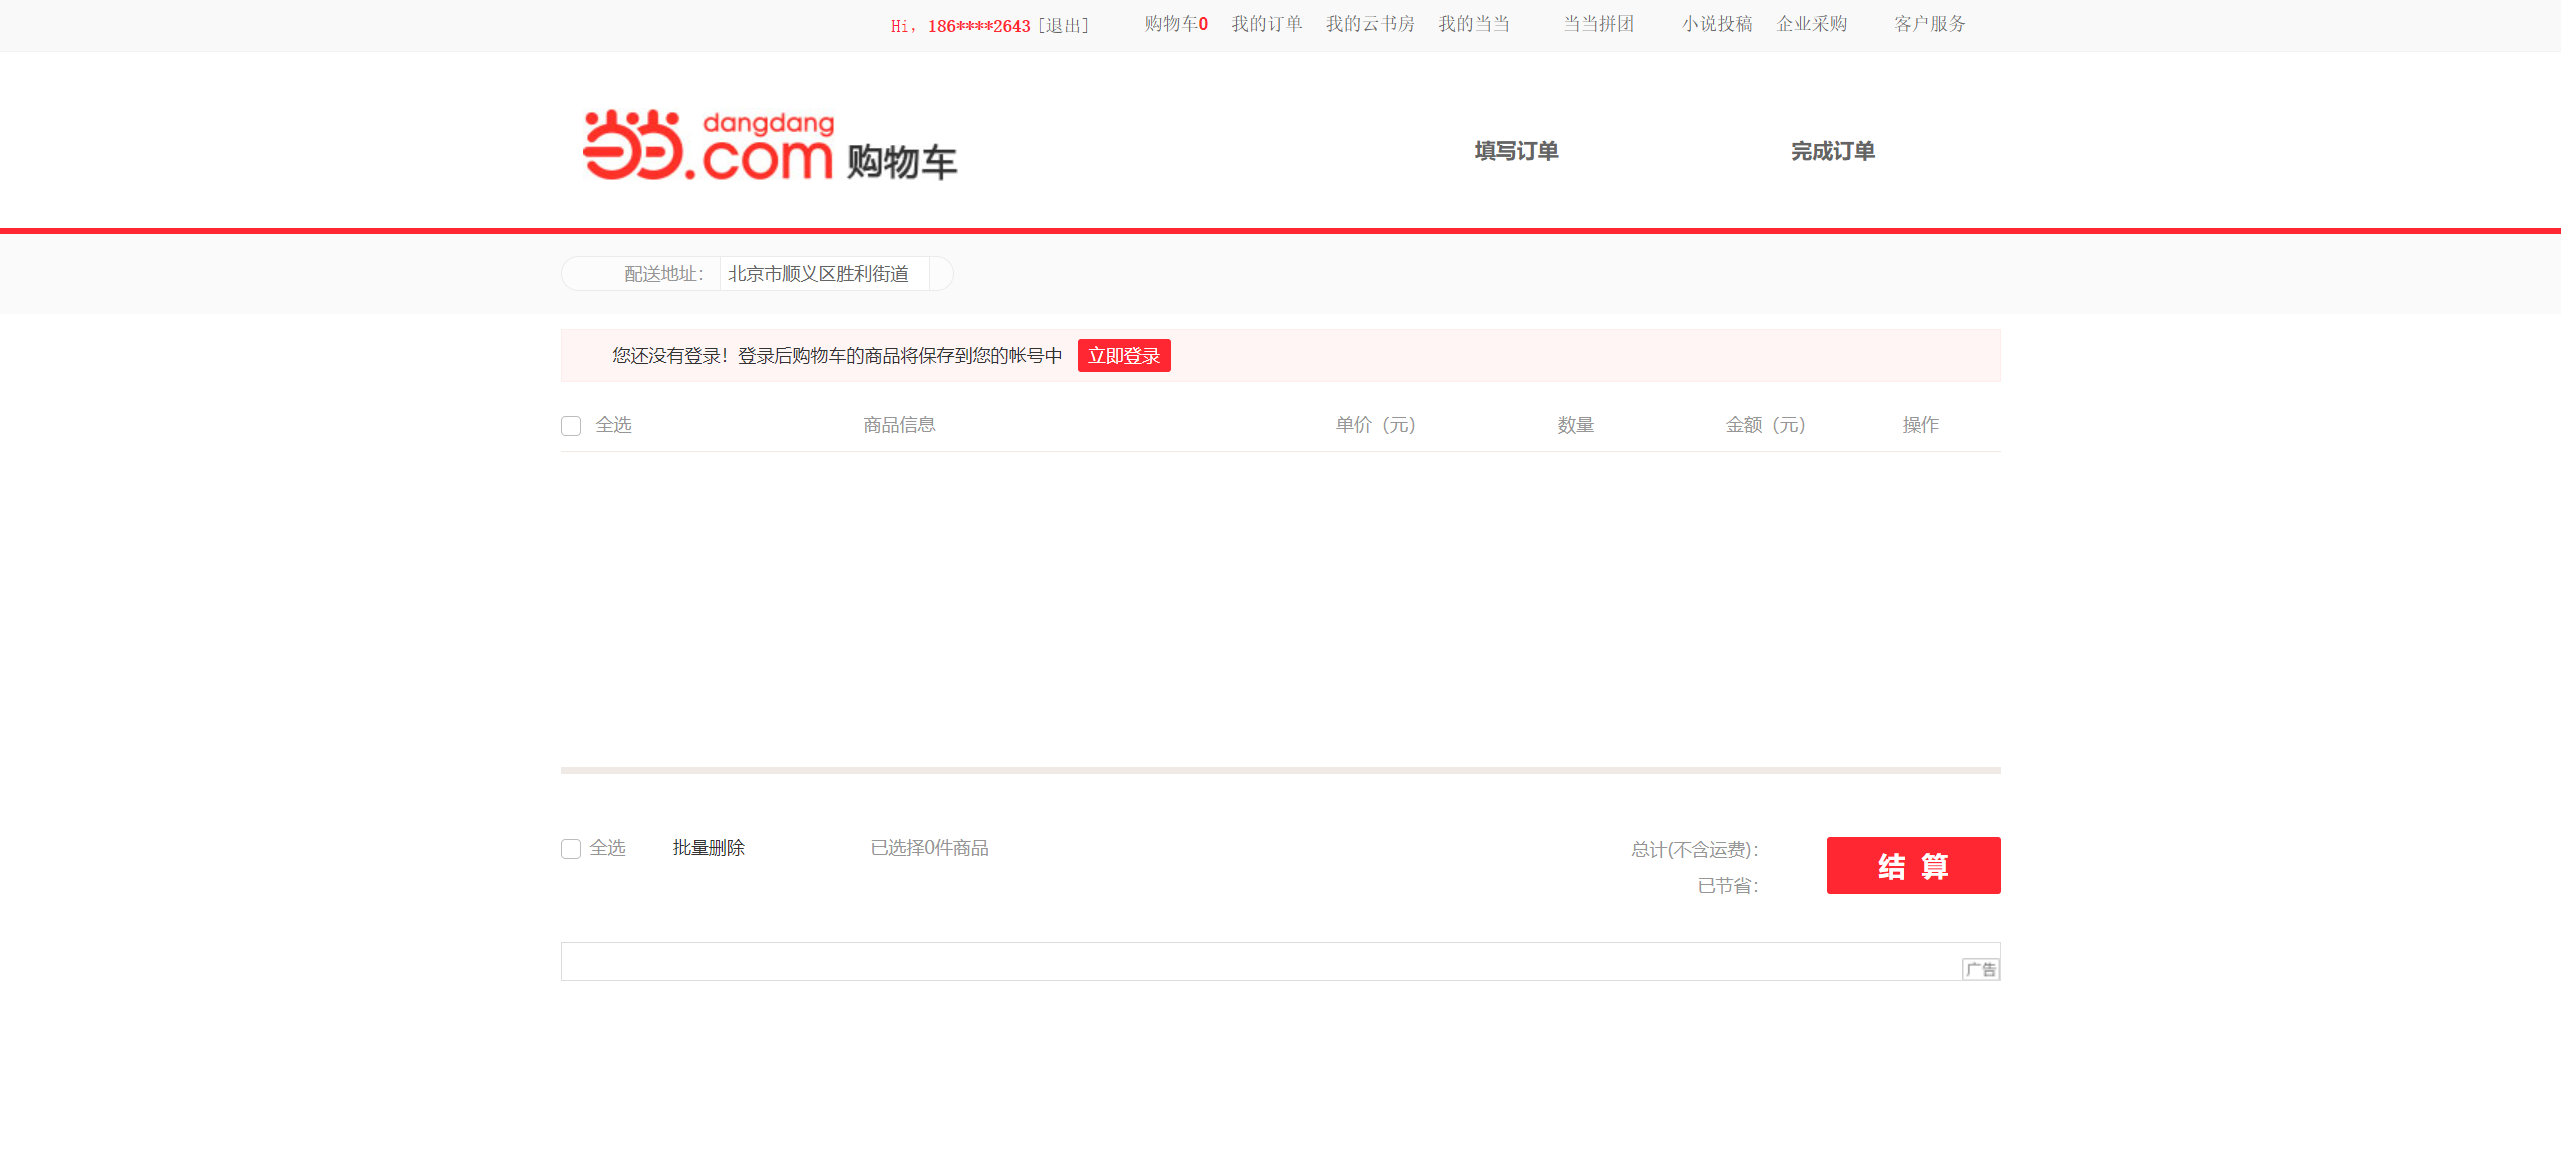 Hi，186****2643 [退出] 购物车0 我的订单 我的云书房 我的当当 当当拼团 小说投稿 企业采购 客户服务
dangdang
.com 购物车
填写订单 完成订单
配送地址： 北京市顺义区胜利街道
您还没有登录！登录后购物车的商品将保存到您的帐号中 立即登录
全选 商品信息 单价（元） 数量 金额（元） 操作
全选 批量删除 已选择0件商品 总计(不含运费)： 结 算
已节省：
广告